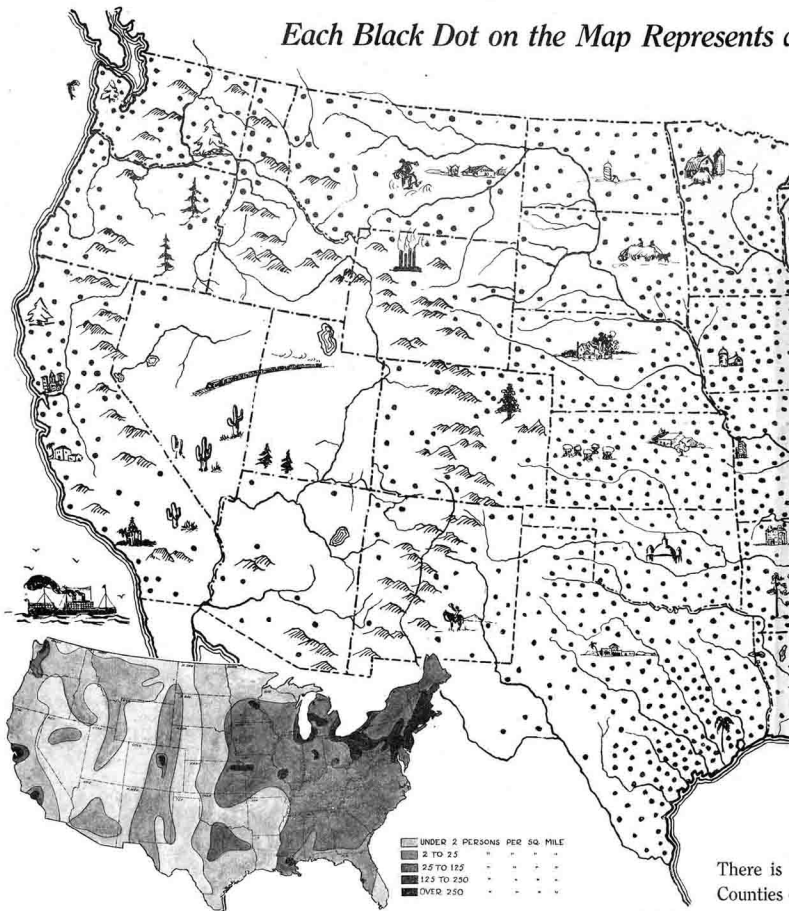 Each Black Dot on the Map Represents
UNDER 2 PERSONS PER SQ. MILE
2 TO 25 " " " "
25 TO 125 " " " "
125 TO 250 " " " "
OVER 250 " " " "
There is
Counties